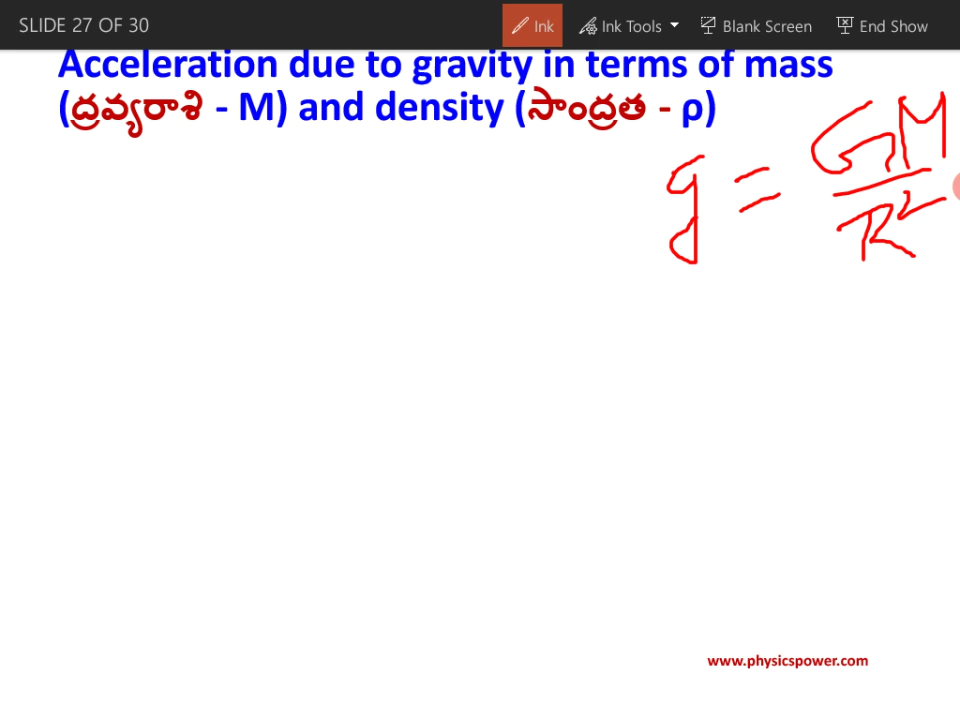 SLIDE 27 OF 30
Ink
Ink Tools
Blank Screen
End Show
Acceleration due to gravity in terms of mass
(ద్రవ్యరాశి - M) and density (సాంద్రత - ρ)
g = GM/R²
www.physicspower.com